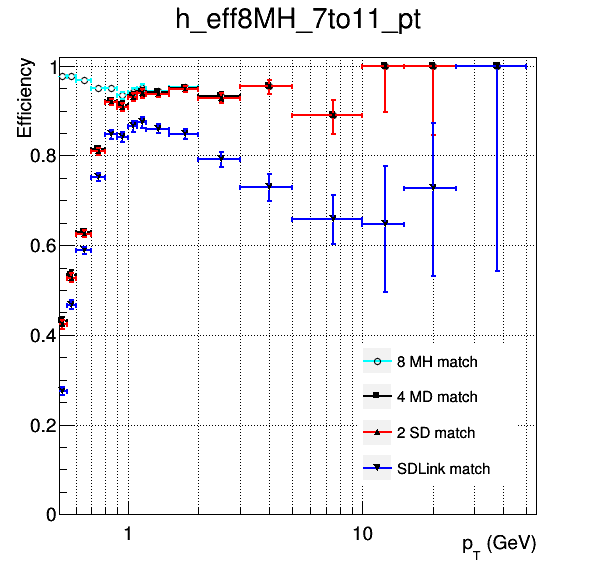 h_eff8MH_7to11_pt
Efficiency
1
0.8
0.6
0.4
0.2
0
8 MH match
4 MD match
2 SD match
SDLink match
1
10
p_T (GeV)